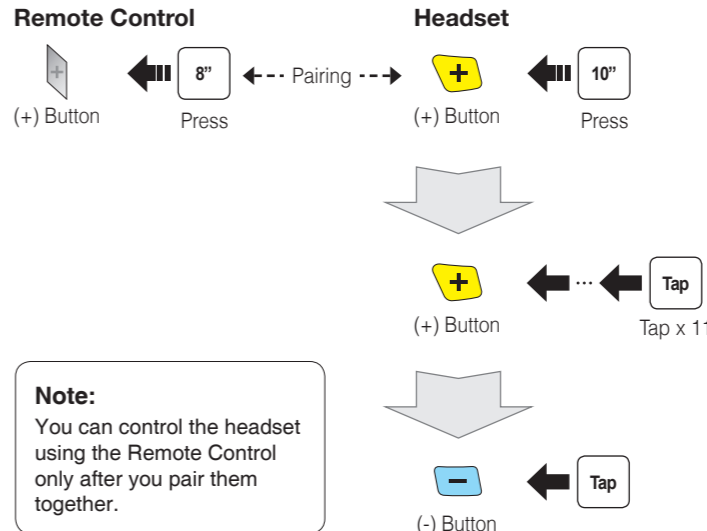 Remote Control
Headset
8”
Pairing
10”
(+) Button
Press
(+) Button
Press
...
Tap
(+) Button
Tap x 11
Note:
You can control the headset
using the Remote Control
only after you pair them
together.
Tap
(-) Button